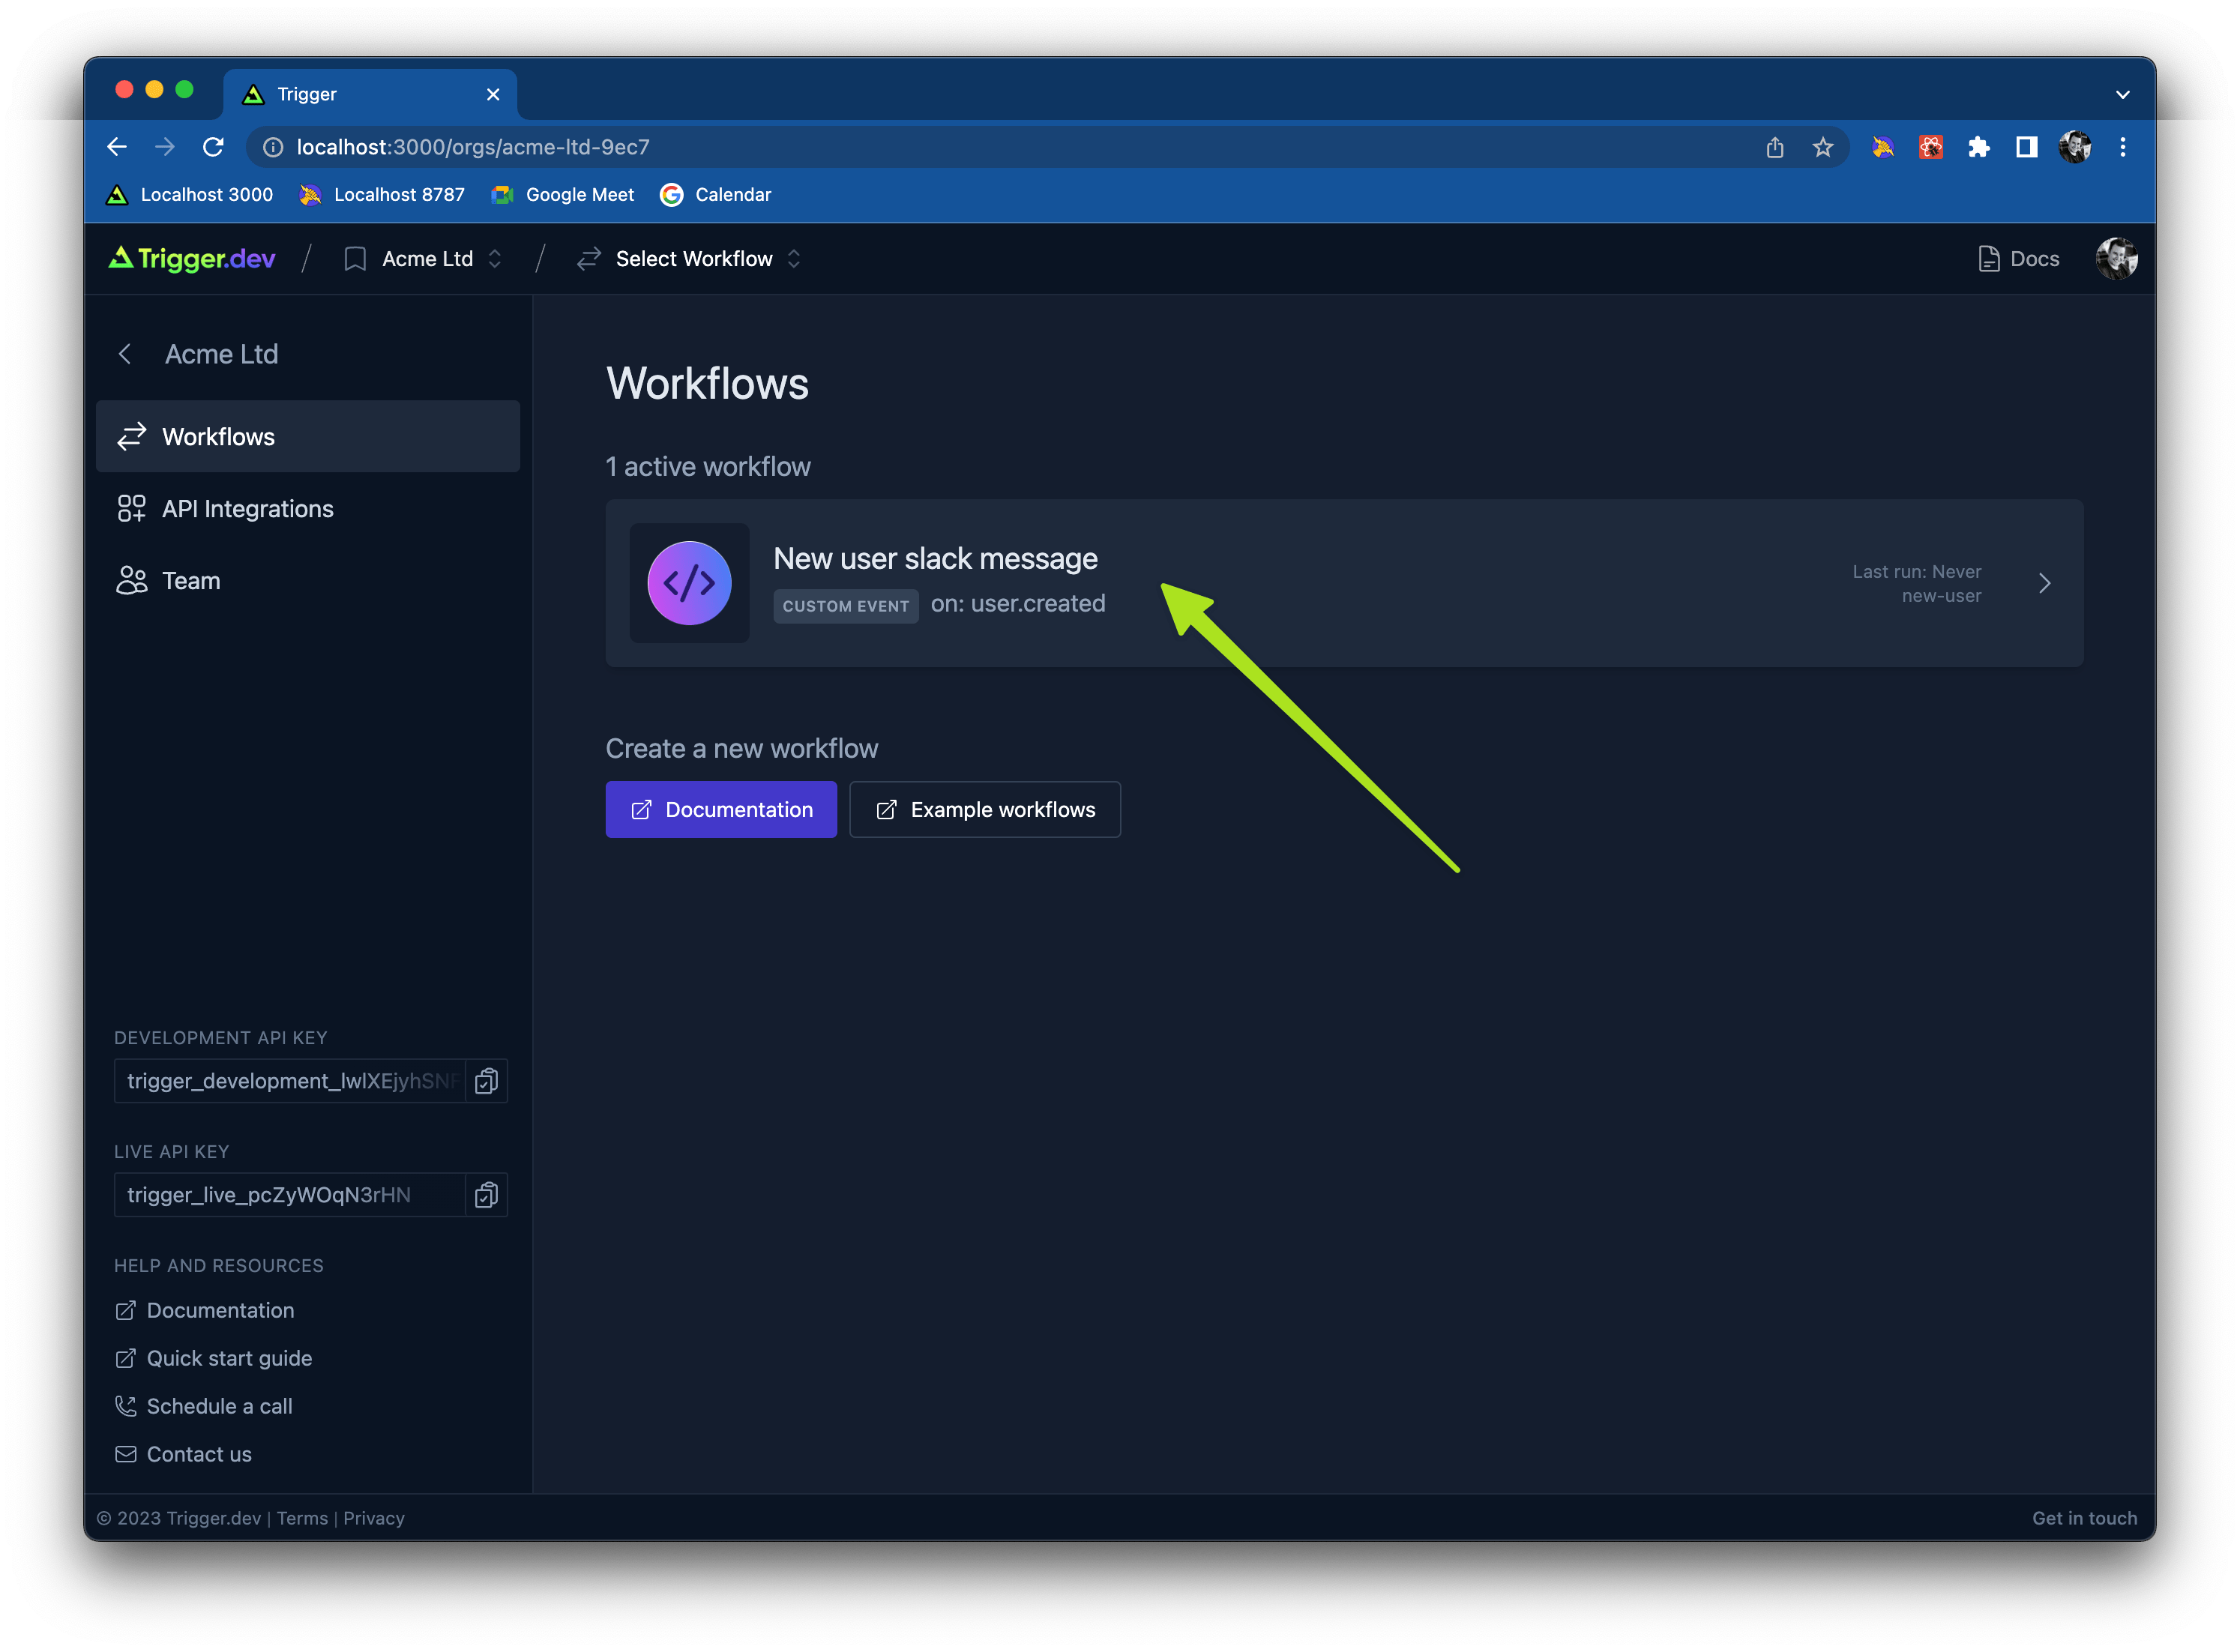 Trigger
localhost:3000/orgs/acme-ltd-9ec7
Localhost 3000 Localhost 8787 Google Meet Calendar
Trigger.dev / Acme Ltd / Select Workflow Docs
Acme Ltd
Workflows
API Integrations
Team
DEVELOPMENT API KEY
trigger_development_lwlXEjyhSNF
LIVE API KEY
trigger_live_pcZyWOqN3rHN
HELP AND RESOURCES
Documentation
Quick start guide
Schedule a call
Contact us
Workflows
1 active workflow
New user slack message
CUSTOM EVENT on: user.created
Last run: Never
new-user
Create a new workflow
Documentation Example workflows
© 2023 Trigger.dev | Terms | Privacy Get in touch